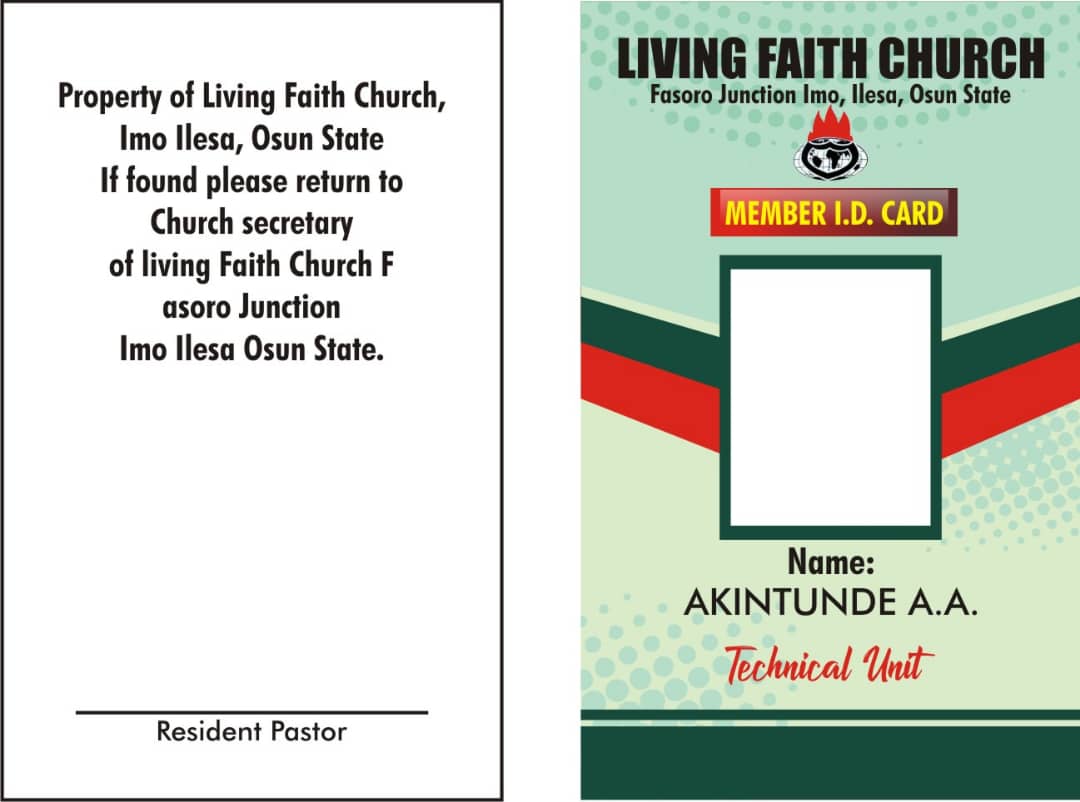 Property of Living Faith Church,
Imo Ilesa, Osun State
If found please return to
Church secretary
of living Faith Church F
asoro Junction
Imo Ilesa Osun State.
Resident Pastor
LIVING FAITH CHURCH
Fasoro Junction Imo, Ilesa, Osun State
MEMBER I.D. CARD
Name:
AKINTUNDE A.A.
Technical Unit